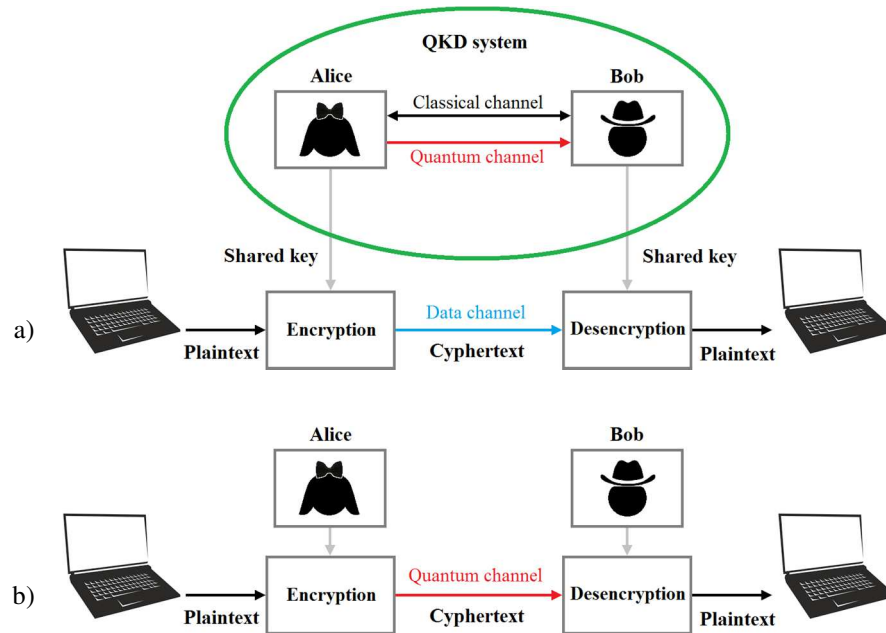 QKD system
Alice
Bob
Classical channel
Quantum channel
Shared key
Shared key
a)
Plaintext
Encryption
Data channel
Cyphertext
Desencryption
Plaintext
Alice
Bob
b)
Plaintext
Encryption
Quantum channel
Cyphertext
Desencryption
Plaintext